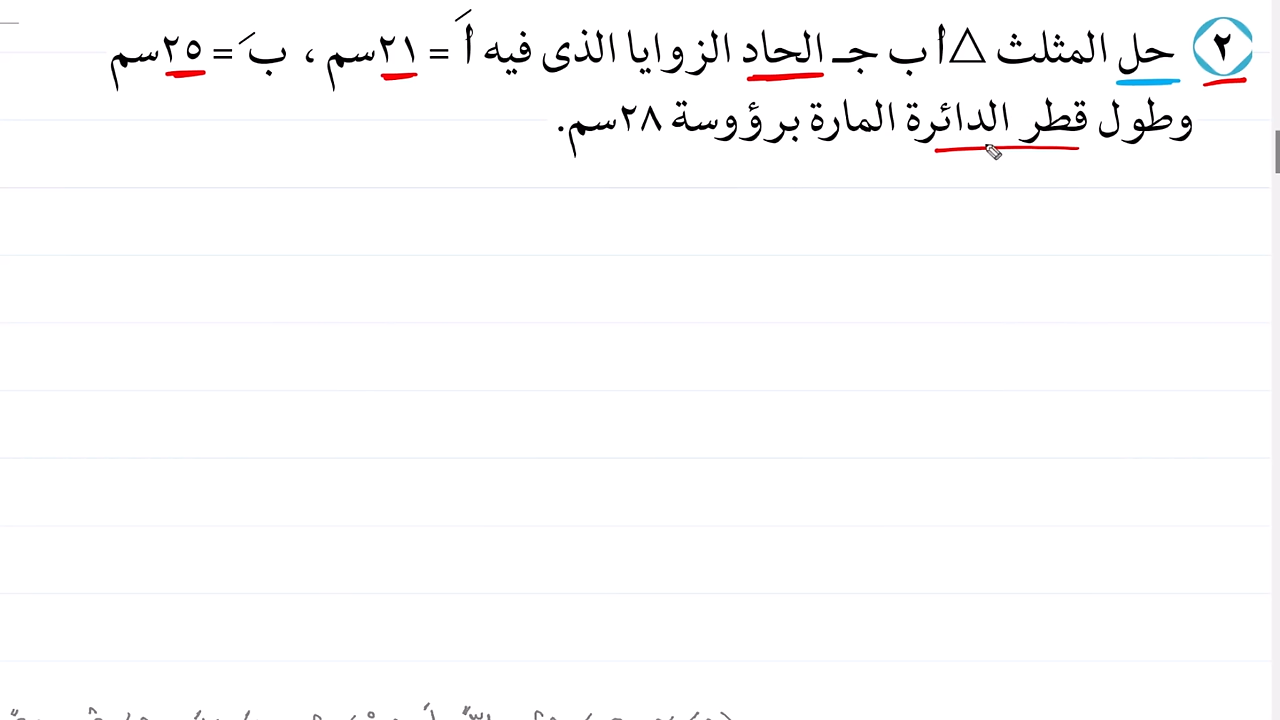 ٢ حل المثلث △أ ب جـ الحاد الزوايا الذى فيه أَ = ٢١سم ، بَ = ٢٥سم
وطول قطر الدائرة المارة برؤوسة ٢٨سم.